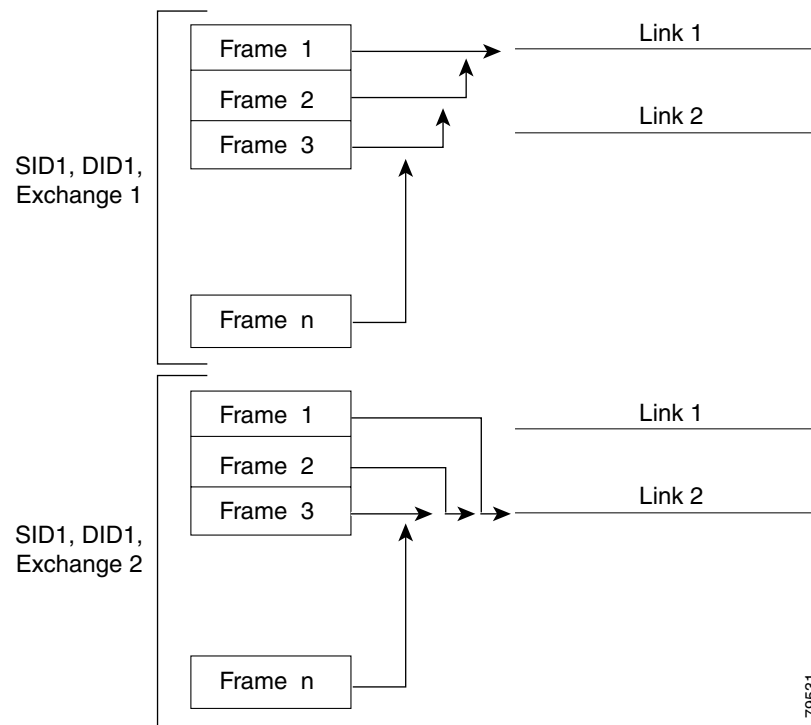 Frame 1
Link 1
Frame 2
Link 2
Frame 3
SID1, DID1,
Exchange 1
Frame n
Frame 1
Link 1
Frame 2
Frame 3
Link 2
SID1, DID1,
Exchange 2
Frame n
79531